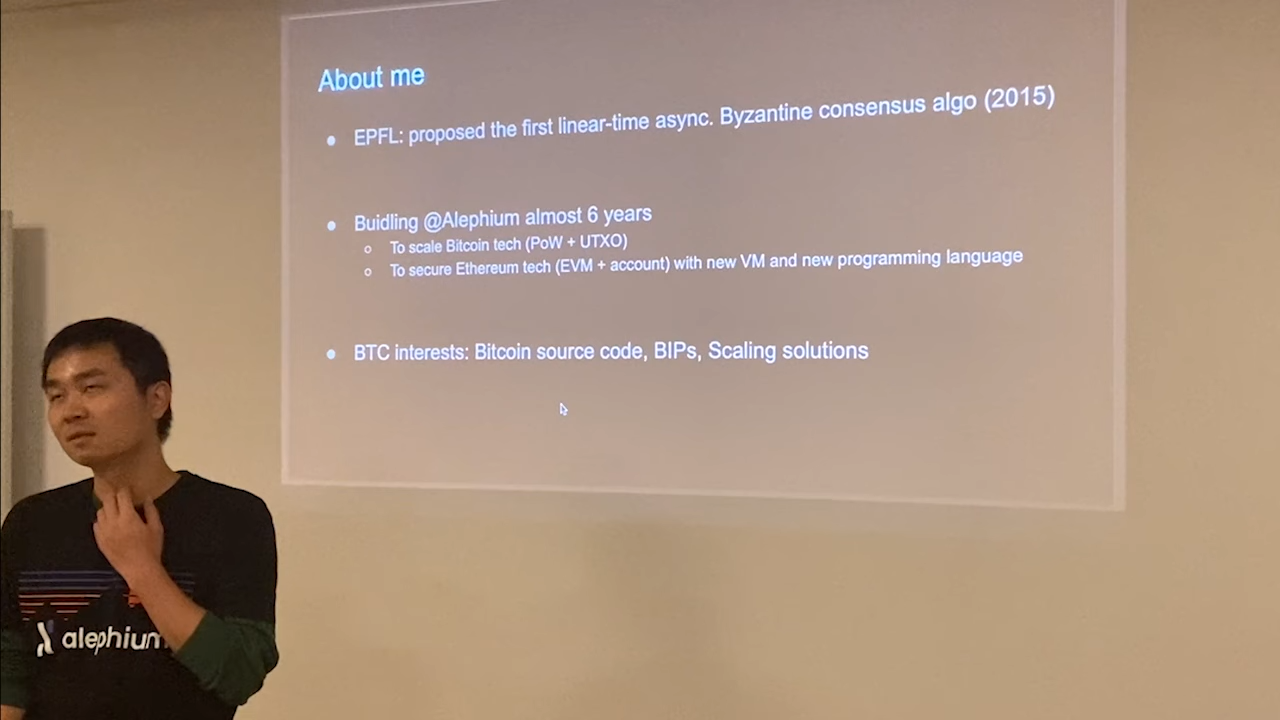 About me
EPFL: proposed the first linear-time async. Byzantine consensus algo (2015)
Buidling @Alephium almost 6 years
To scale Bitcoin tech (PoW + UTXO)
To secure Ethereum tech (EVM + account) with new VM and new programming language
BTC interests: Bitcoin source code, BIPs, Scaling solutions
alephium